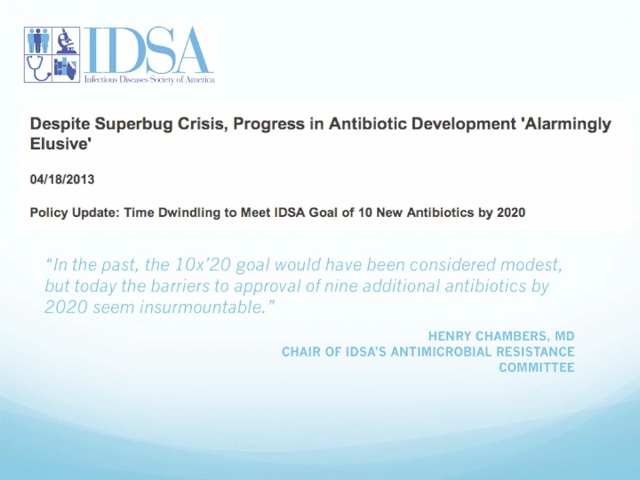 IDSA
Infectious Diseases Society of America
Despite Superbug Crisis, Progress in Antibiotic Development 'Alarmingly
Elusive'
04/18/2013
Policy Update: Time Dwindling to Meet IDSA Goal of 10 New Antibiotics by 2020
“In the past, the 10x’20 goal would have been considered modest,
but today the barriers to approval of nine additional antibiotics by
2020 seem insurmountable.”
HENRY CHAMBERS, MD
CHAIR OF IDSA’S ANTIMICROBIAL RESISTANCE
COMMITTEE